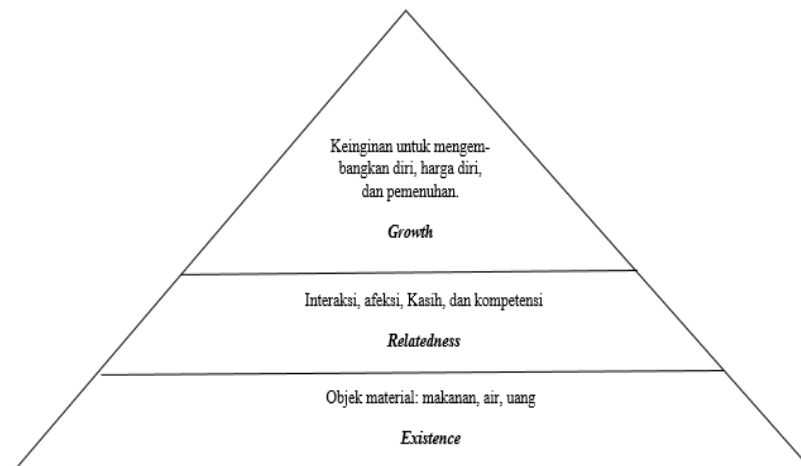 Keinginan untuk mengem-
bangkan diri, harga diri,
dan pemenuhan.
Growth
Interaksi, afeksi, Kasih, dan kompetensi
Relatedness
Objek material: makanan, air, uang
Existence